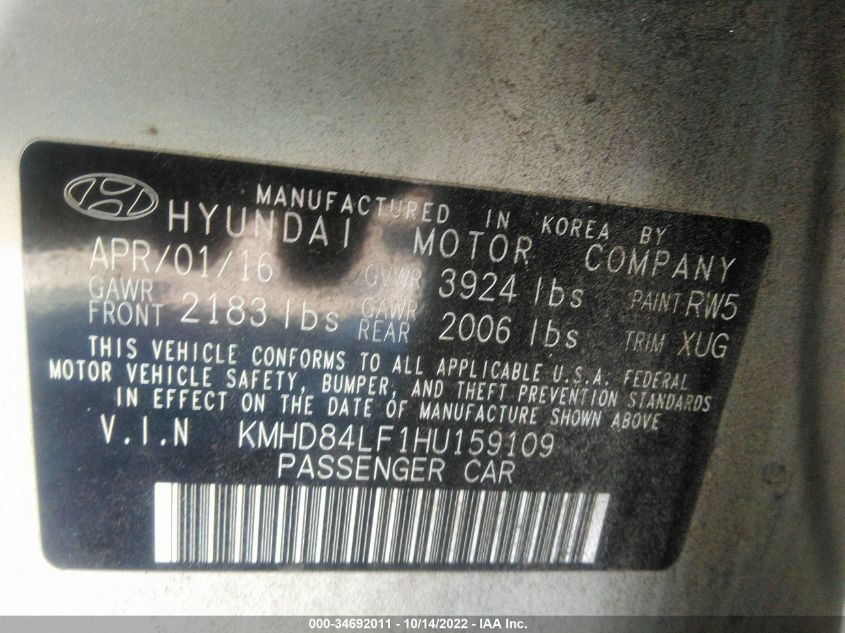 MANUFACTURED IN KOREA BY
HYUNDAI MOTOR COMPANY
APR/01/16 GVWR 3924 lbs PAINT RW5
GAWR FRONT 2183 lbs GAWR REAR 2006 lbs TRIM XUG
THIS VEHICLE CONFORMS TO ALL APPLICABLE U.S.A. FEDERAL
MOTOR VEHICLE SAFETY, BUMPER, AND THEFT PREVENTION STANDARDS
IN EFFECT ON THE DATE OF MANUFACTURE SHOWN ABOVE
V.I.N KMHD84LF1HU159109
PASSENGER CAR
000-34692011 - 10/14/2022 - IAA Inc.